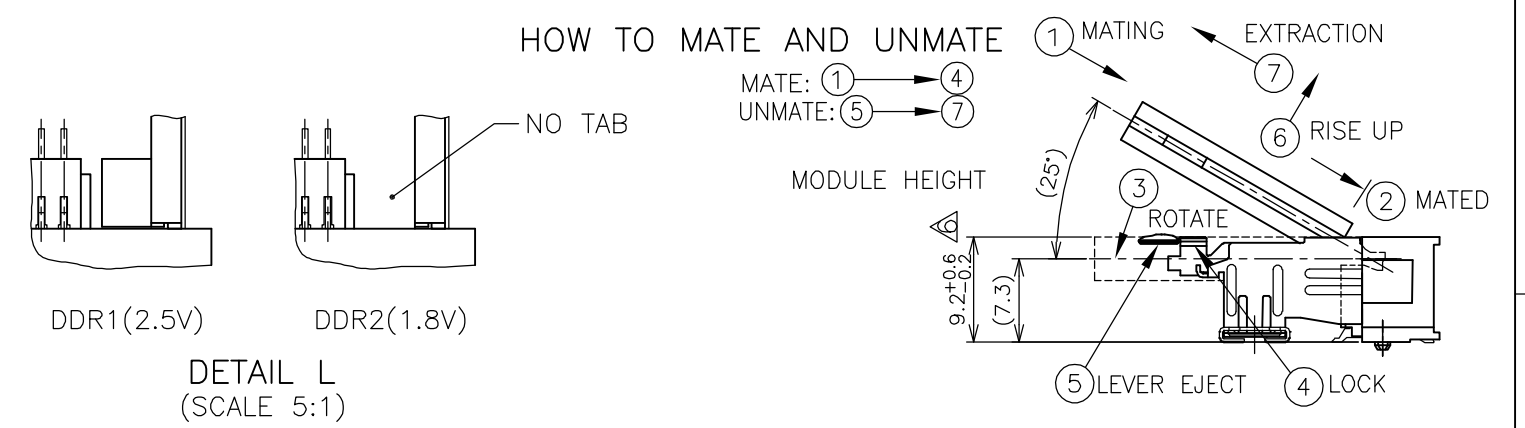 HOW TO MATE AND UNMATE
MATE: 1 → 4
UNMATE: 5 → 7
1 MATING
EXTRACTION
7
6 RISE UP
2 MATED
MODULE HEIGHT
(25°)
3
ROTATE
6
9.2+0.6-0.2
(7.3)
5 LEVER EJECT
4 LOCK
NO TAB
DDR1(2.5V)
DDR2(1.8V)
DETAIL L
(SCALE 5:1)